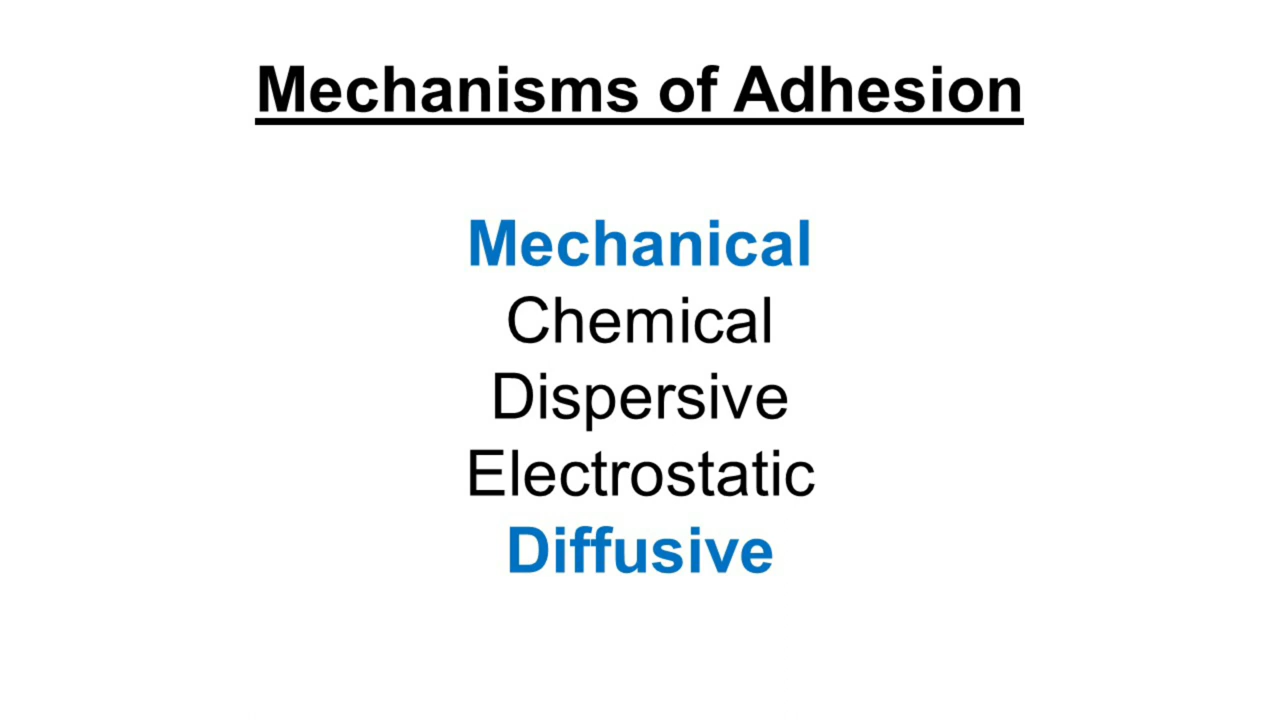 Mechanisms of Adhesion
Mechanical
Chemical
Dispersive
Electrostatic
Diffusive